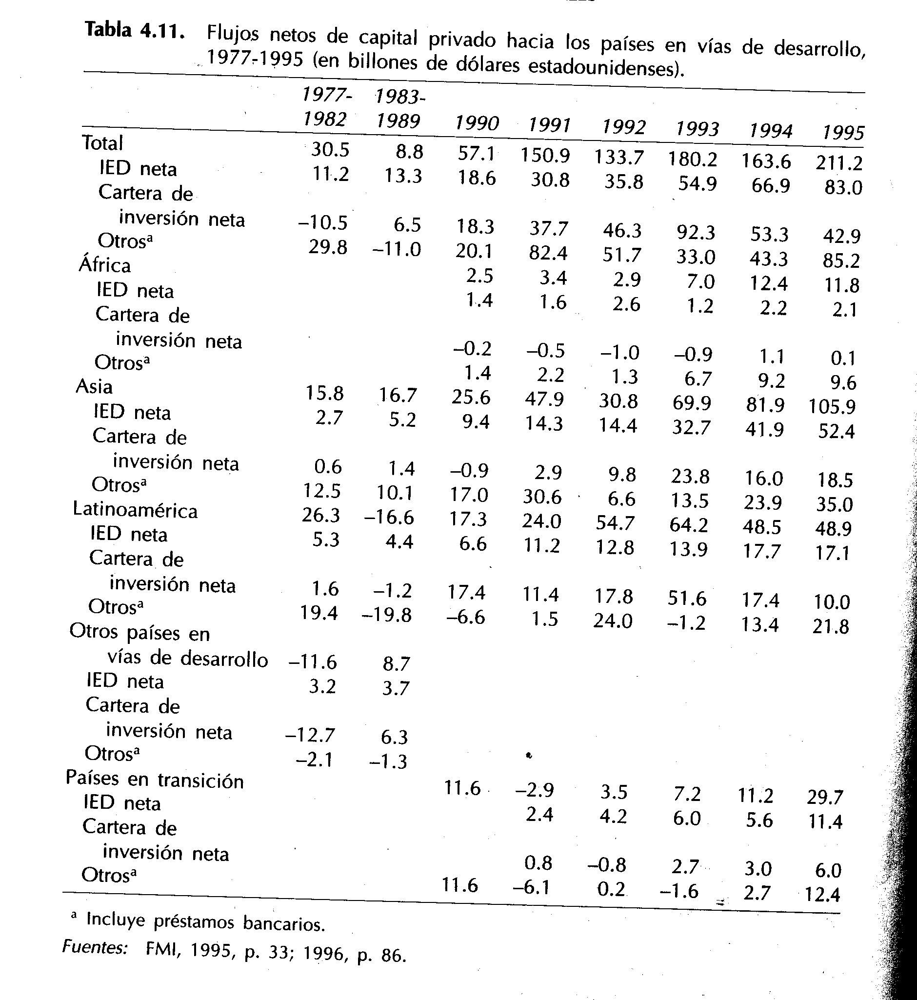 Tabla 4.11. Flujos netos de capital privado hacia los países en vías de desarrollo,
1977-1995 (en billones de dólares estadounidenses).
1977- 1983-
1982 1989 1990 1991 1992 1993 1994 1995
Total 30.5 8.8 57.1 150.9 133.7 180.2 163.6 211.2
IED neta 11.2 13.3 18.6 30.8 35.8 54.9 66.9 83.0
Cartera de
inversión neta –10.5 6.5 18.3 37.7 46.3 92.3 53.3 42.9
Otrosª 29.8 –11.0 20.1 82.4 51.7 33.0 43.3 85.2
África 2.5 3.4 2.9 7.0 12.4 11.8
IED neta 1.4 1.6 2.6 1.2 2.2 2.1
Cartera de
inversión neta –0.2 –0.5 –1.0 –0.9 1.1 0.1
Otrosª 1.4 2.2 1.3 6.7 9.2 9.6
Asia 15.8 16.7 25.6 47.9 30.8 69.9 81.9 105.9
IED neta 2.7 5.2 9.4 14.3 14.4 32.7 41.9 52.4
Cartera de
inversión neta 0.6 1.4 –0.9 2.9 9.8 23.8 16.0 18.5
Otrosª 12.5 10.1 17.0 30.6 6.6 13.5 23.9 35.0
Latinoamérica 26.3 –16.6 17.3 24.0 54.7 64.2 48.5 48.9
IED neta 5.3 4.4 6.6 11.2 12.8 13.9 17.7 17.1
Cartera de
inversión neta 1.6 –1.2 17.4 11.4 17.8 51.6 17.4 10.0
Otrosª 19.4 –19.8 –6.6 1.5 24.0 –1.2 13.4 21.8
Otros países en
vías de desarrollo –11.6 8.7
IED neta 3.2 3.7
Cartera de
inversión neta –12.7 6.3
Otrosª –2.1 –1.3
Países en transición 11.6 –2.9 3.5 7.2 11.2 29.7
IED neta 2.4 4.2 6.0 5.6 11.4
Cartera de
inversión neta 0.8 –0.8 2.7 3.0 6.0
Otrosª 11.6 –6.1 0.2 –1.6 2.7 12.4
ª Incluye préstamos bancarios.
Fuentes: FMI, 1995, p. 33; 1996, p. 86.